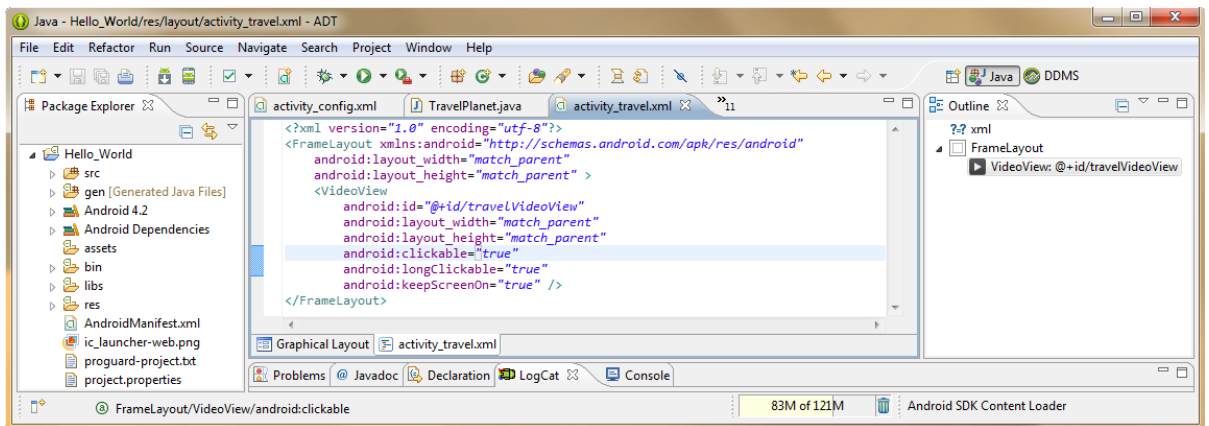 Java - Hello_World/res/layout/activity_travel.xml - ADT
File Edit Refactor Run Source Navigate Search Project Window Help
Java DDMS
Package Explorer
Hello_World
src
gen [Generated Java Files]
Android 4.2
Android Dependencies
assets
bin
libs
res
AndroidManifest.xml
ic_launcher-web.png
proguard-project.txt
project.properties
activity_config.xml TravelPlanet.java activity_travel.xml »11
<?xml version="1.0" encoding="utf-8"?>
<FrameLayout xmlns:android="http://schemas.android.com/apk/res/android"
android:layout_width="match_parent"
android:layout_height="match_parent" >
<VideoView
android:id="@+id/travelVideoView"
android:layout_width="match_parent"
android:layout_height="match_parent"
android:clickable="true"
android:longClickable="true"
android:keepScreenOn="true" />
</FrameLayout>
Graphical Layout activity_travel.xml
Outline
xml
FrameLayout
VideoView: @+id/travelVideoView
Problems @ Javadoc Declaration LogCat Console
FrameLayout/VideoView/android:clickable 83M of 121M Android SDK Content Loader